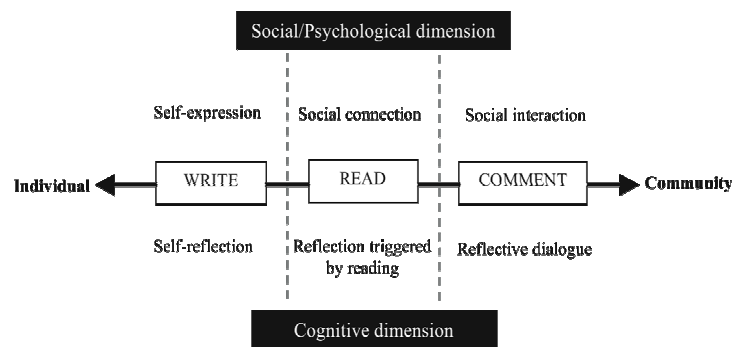 Social/Psychological dimension
Self-expression
Social connection
Social interaction
Individual
WRITE
READ
COMMENT
Community
Self-reflection
Reflection triggered
by reading
Reflective dialogue
Cognitive dimension